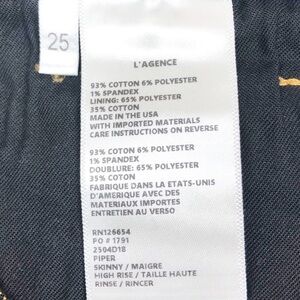 25
L'AGENCE
93% COTTON 6% POLYESTER
1% SPANDEX
LINING: 65% POLYESTER
35% COTTON
MADE IN THE USA
WITH IMPORTED MATERIALS
CARE INSTRUCTIONS ON REVERSE
93% COTON 6% POLYESTER
1% SPANDEX
DOUBLURE: 65% POLYESTER
35% COTON
FABRIQUE DANS LA ETATS-UNIS
D'AMERIQUE AVEC DES
MATERIAUX IMPORTES
ENTRETIEN AU VERSO
RN126654
PO # 1791
2504D18
PIPER
SKINNY / MAIGRE
HIGH RISE / TAILLE HAUTE
RINSE / RINCER